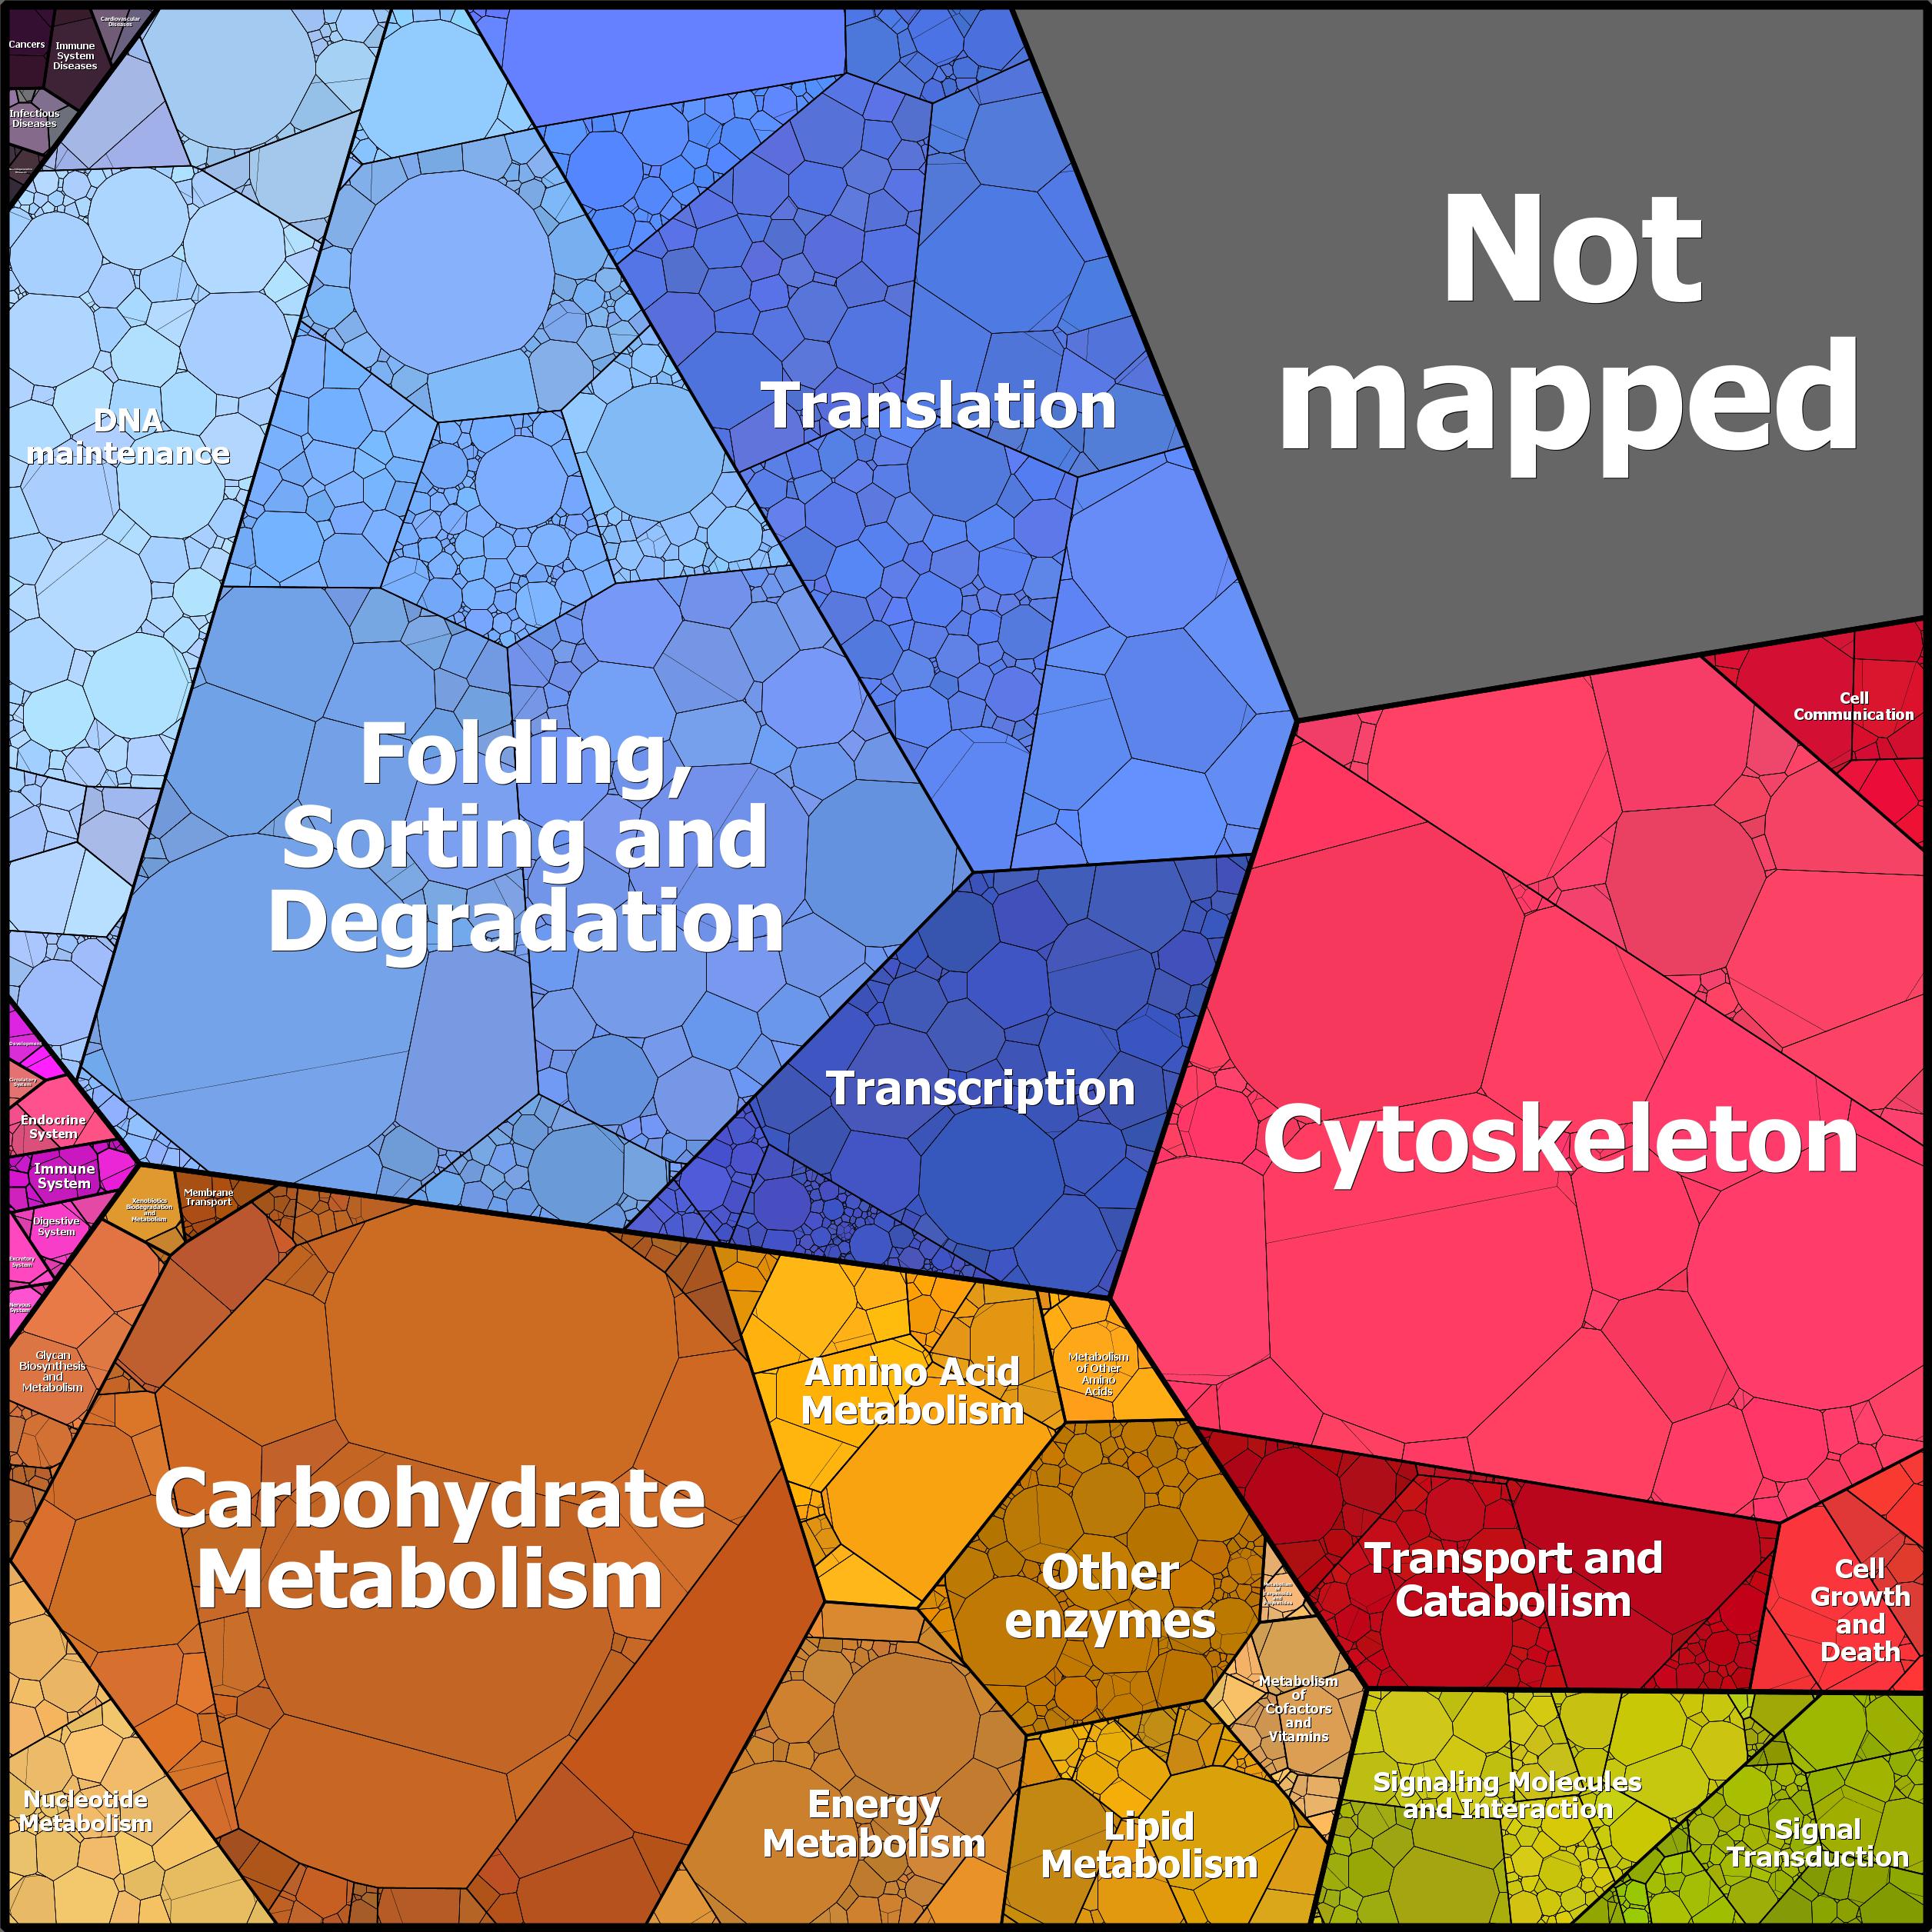 Cardiovascular
Diseases
Cancers
Immune
System
Diseases
Infectious
Diseases
Not
mapped
Translation
DNA
maintenance
Cell
Communication
Folding,
Sorting and
Degradation
Transcription
Cytoskeleton
Development
Circulatory
System
Endocrine
System
Immune
System
Xenobiotics
Biodegradation
and
Metabolism
Membrane
Transport
Digestive
System
Excretory
System
Nervous
System
Glycan
Biosynthesis
and
Metabolism
Amino Acid
Metabolism
Metabolism
of Other
Amino
Acids
Carbohydrate
Metabolism
Other
enzymes
Transport and
Catabolism
Cell
Growth
and
Death
Metabolism
of
Cofactors
and
Vitamins
Nucleotide
Metabolism
Energy
Metabolism
Lipid
Metabolism
Signaling Molecules
and Interaction
Signal
Transduction